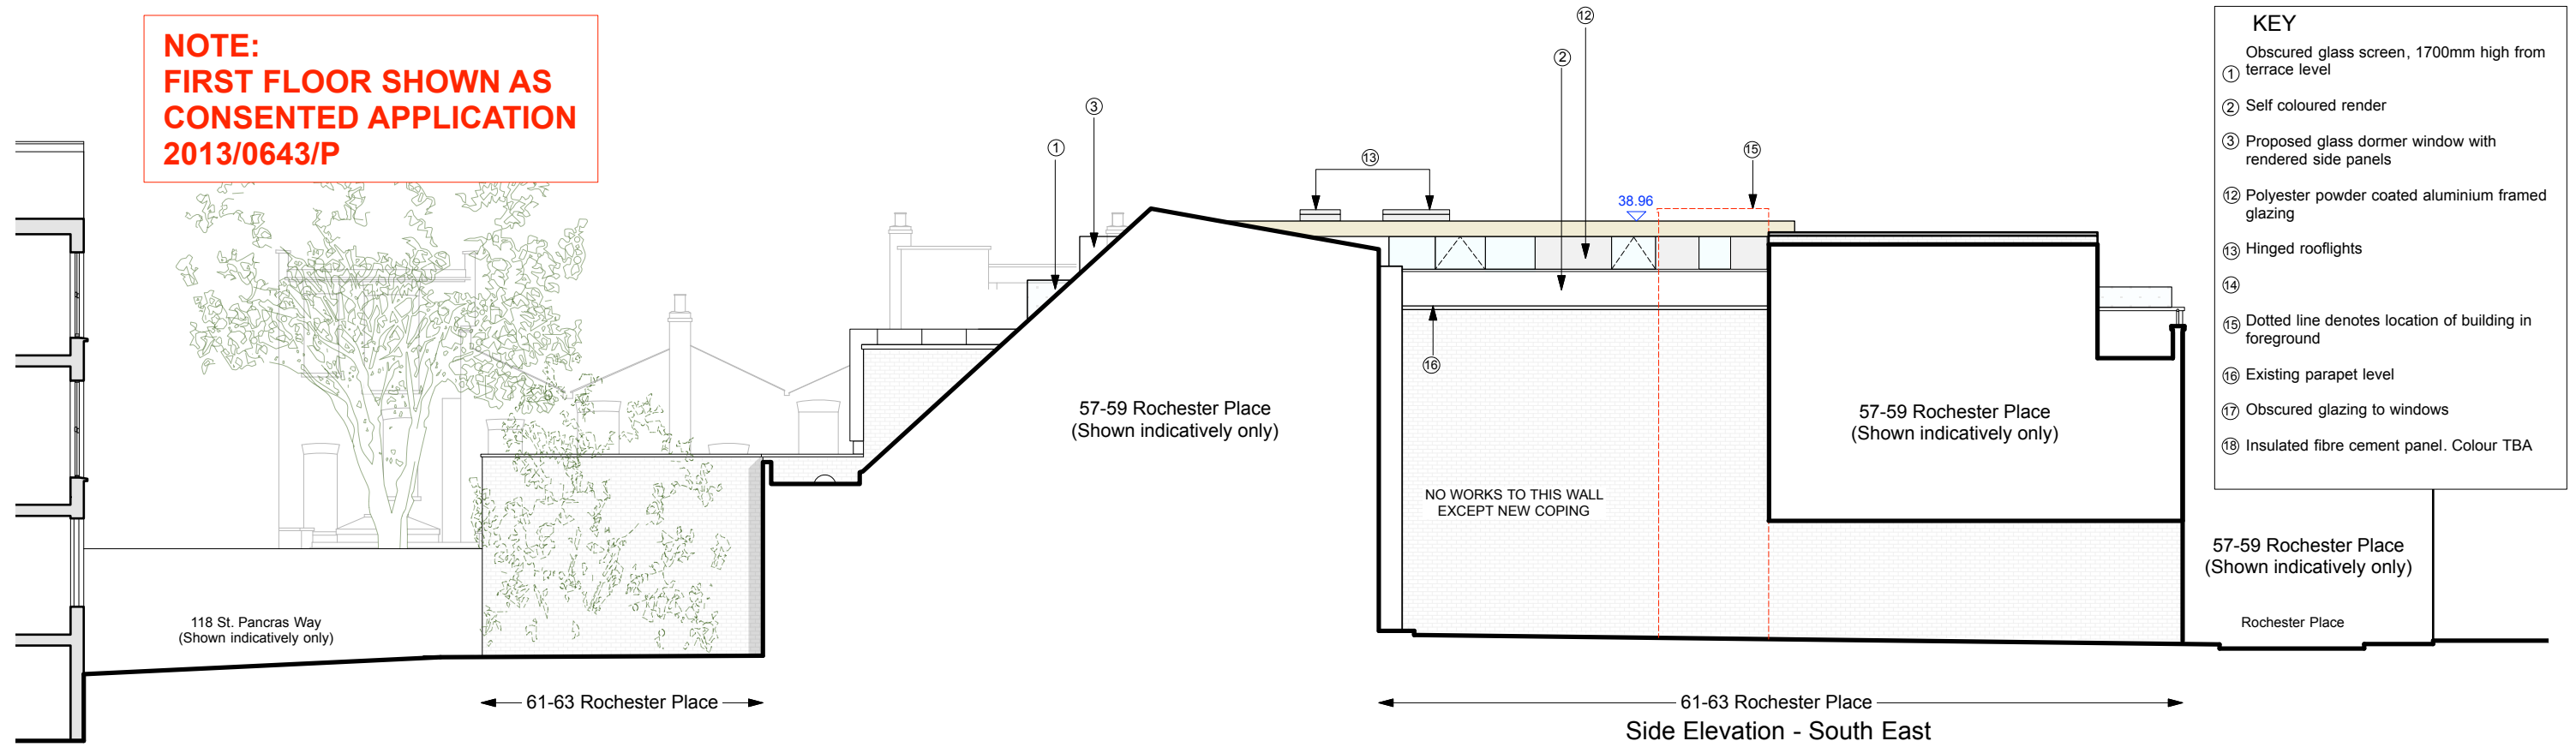 NOTE:
FIRST FLOOR SHOWN AS
CONSENTED APPLICATION
2013/0643/P
12
2
3
1
13
15
38.96
16
57-59 Rochester Place
(Shown indicatively only)
57-59 Rochester Place
(Shown indicatively only)
NO WORKS TO THIS WALL
EXCEPT NEW COPING
57-59 Rochester Place
(Shown indicatively only)
118 St. Pancras Way
(Shown indicatively only)
Rochester Place
61-63 Rochester Place
61-63 Rochester Place
Side Elevation - South East
KEY
1 Obscured glass screen, 1700mm high from
terrace level
2 Self coloured render
3 Proposed glass dormer window with
rendered side panels
12 Polyester powder coated aluminium framed
glazing
13 Hinged rooflights
14
15 Dotted line denotes location of building in
foreground
16 Existing parapet level
17 Obscured glazing to windows
18 Insulated fibre cement panel. Colour TBA